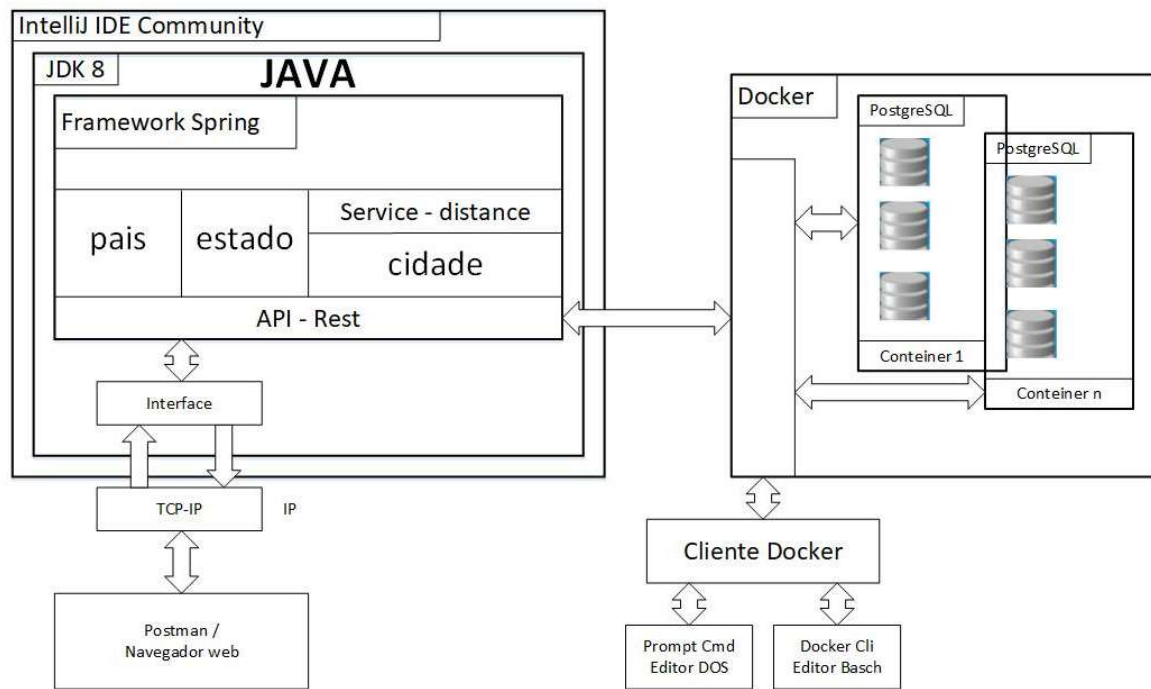 IntelliJ IDE Community
JDK 8
JAVA
Framework Spring
pais
estado
Service - distance
cidade
API - Rest
Interface
TCP-IP
IP
Postman /
Navegador web
Docker
PostgreSQL
Conteiner 1
PostgreSQL
Conteiner n
Cliente Docker
Prompt Cmd
Editor DOS
Docker Cli
Editor Basch